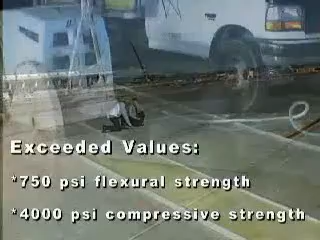 Exceeded Values:
*750 psi flexural strength
*4000 psi compressive strength